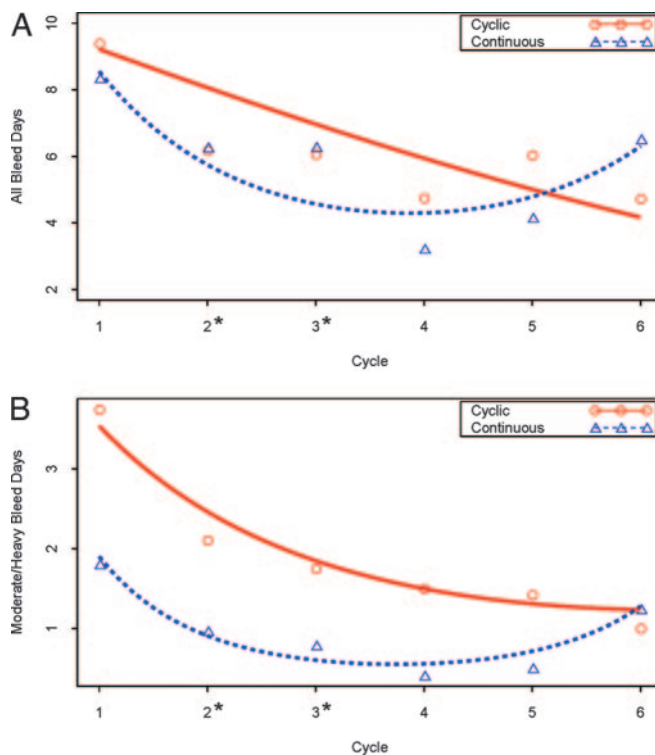 A
10
8
6
4
2
All Bleed Days
Cyclic
Continuous
1 2* 3* 4 5 6
Cycle
B
3
2
1
Moderate/Heavy Bleed Days
Cyclic
Continuous
1 2* 3* 4 5 6
Cycle